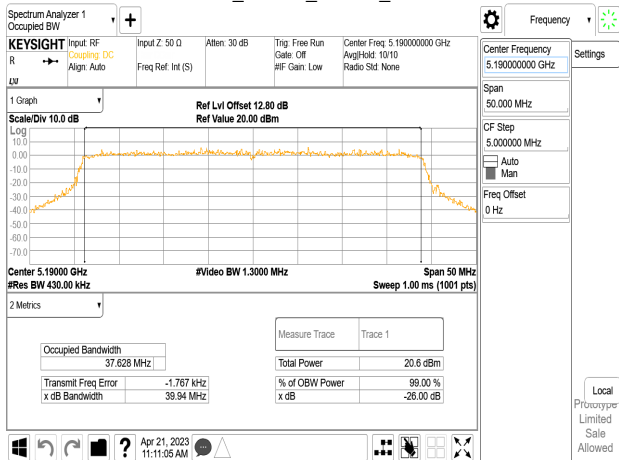 Spectrum Analyzer 1
Occupied BW
Frequency
KEYSIGHT
R
LXI
Input: RF
Coupling: DC
Align: Auto
Input Z: 50 Ω
Freq Ref: Int (S)
Atten: 30 dB
Trig: Free Run
Gate: Off
#IF Gain: Low
Center Freq: 5.190000000 GHz
Avg|Hold: 10/10
Radio Std: None
Center Frequency
5.190000000 GHz
Settings
Span
50.000 MHz
CF Step
5.000000 MHz
Auto
Man
Freq Offset
0 Hz
1 Graph
Scale/Div 10.0 dB
Ref Lvl Offset 12.80 dB
Ref Value 20.00 dBm
Log
10.0
0.00
-10.0
-20.0
-30.0
-40.0
-50.0
-60.0
-70.0
Center 5.19000 GHz
#Res BW 430.00 kHz
#Video BW 1.3000 MHz
Span 50 MHz
Sweep 1.00 ms (1001 pts)
2 Metrics
Measure Trace
Trace 1
Occupied Bandwidth
37.628 MHz
Total Power
20.6 dBm
Transmit Freq Error
-1.767 kHz
% of OBW Power
99.00 %
x dB Bandwidth
39.94 MHz
x dB
-26.00 dB
Local
Prototype
Limited
Sale
Allowed
?
Apr 21, 2023
11:11:05 AM